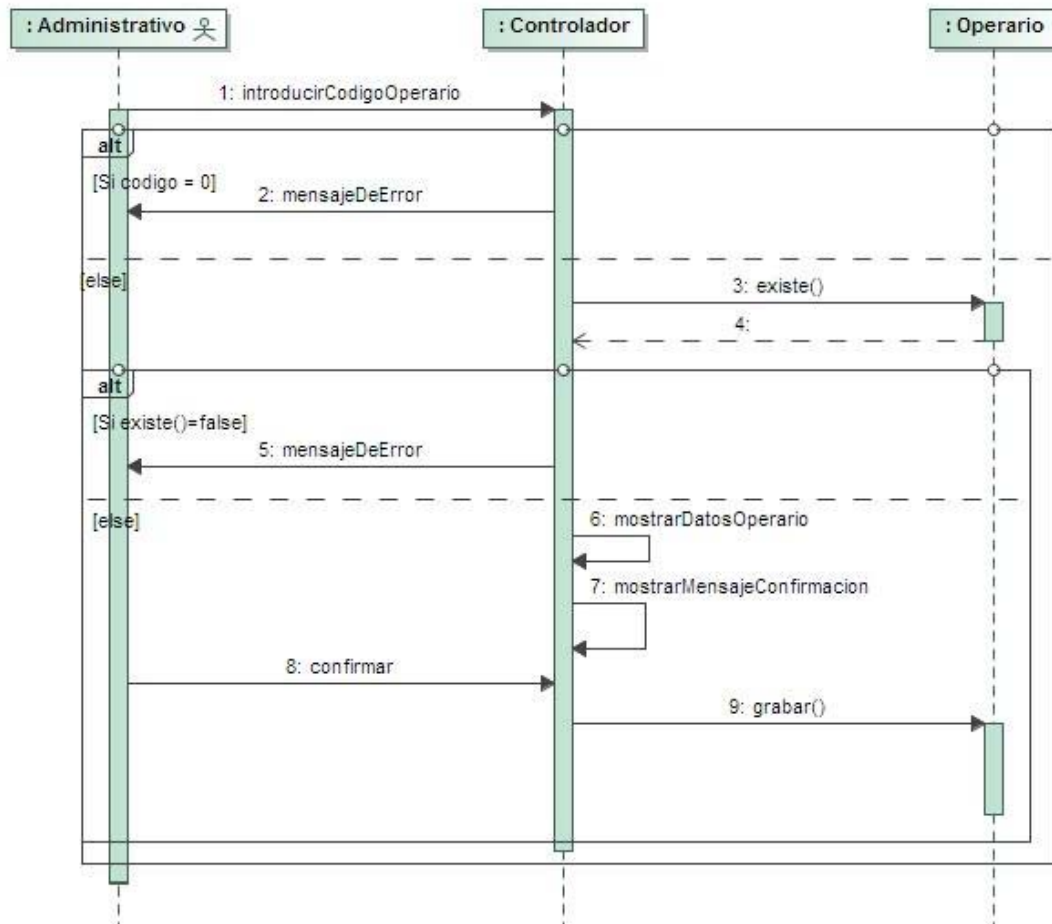 : Administrativo
: Controlador
: Operario
1: introducirCodigoOperario
alt
[Si codigo = 0]
2: mensajeDeError
[else]
3: existe()
4:
alt
[Si existe()=false]
5: mensajeDeError
[else]
6: mostrarDatosOperario
7: mostrarMensajeConfirmacion
8: confirmar
9: grabar()